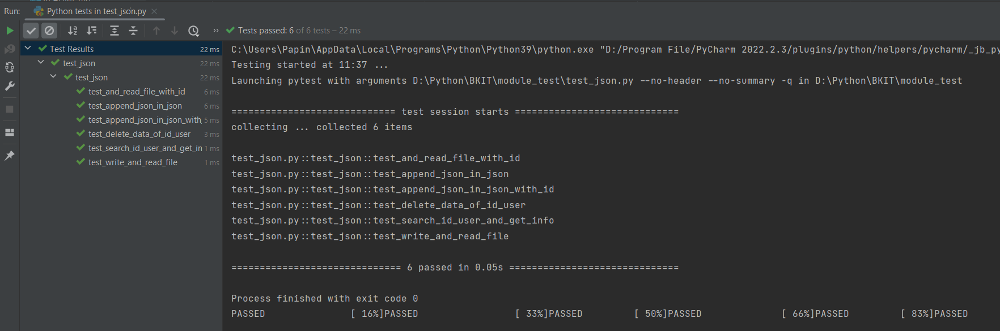 Run: Python tests in test_json.py ×
» Tests passed: 6 of 6 tests – 22 ms
Test Results 22 ms
test_json 22 ms
test_json 22 ms
test_and_read_file_with_id 6 ms
test_append_json_in_json 6 ms
test_append_json_in_json_with_ 5 ms
test_delete_data_of_id_user 3 ms
test_search_id_user_and_get_in 1 ms
test_write_and_read_file 1 ms
C:\Users\Papin\AppData\Local\Programs\Python\Python39\python.exe "D:/Program File/PyCharm 2022.2.3/plugins/python/helpers/pycharm/_jb_py
Testing started at 11:37 ...
Launching pytest with arguments D:\Python\BKIT\module_test\test_json.py --no-header --no-summary -q in D:\Python\BKIT\module_test
============================= test session starts =============================
collecting ... collected 6 items
test_json.py::test_json::test_and_read_file_with_id
test_json.py::test_json::test_append_json_in_json
test_json.py::test_json::test_append_json_in_json_with_id
test_json.py::test_json::test_delete_data_of_id_user
test_json.py::test_json::test_search_id_user_and_get_info
test_json.py::test_json::test_write_and_read_file
============================== 6 passed in 0.05s ==============================
Process finished with exit code 0
PASSED [ 16%]PASSED [ 33%]PASSED [ 50%]PASSED [ 66%]PASSED [ 83%]PASSED